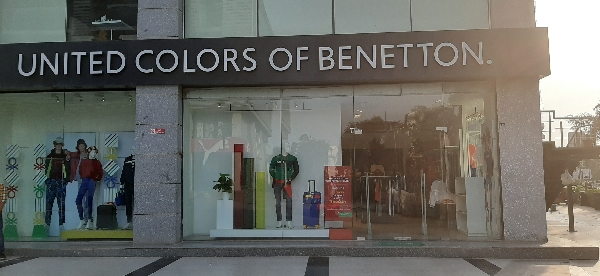 UNITED COLORS OF BENETTON.